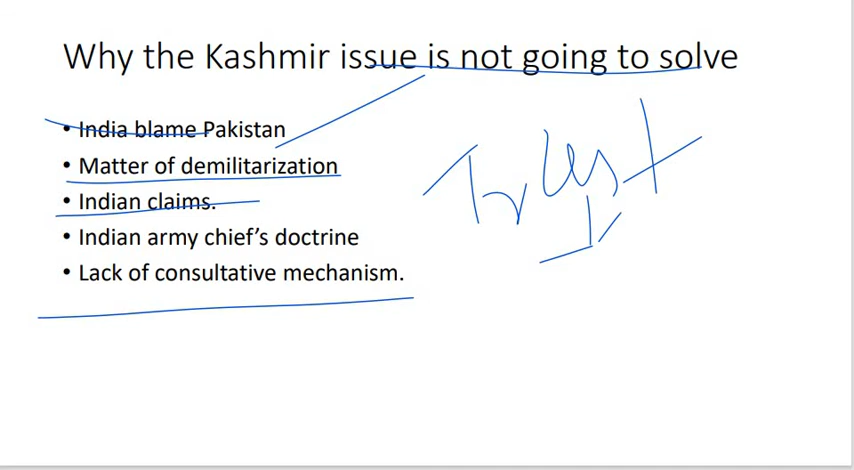 Why the Kashmir issue is not going to solve
• India blame Pakistan
• Matter of demilitarization
• Indian claims.
• Indian army chief's doctrine
• Lack of consultative mechanism.
Trust